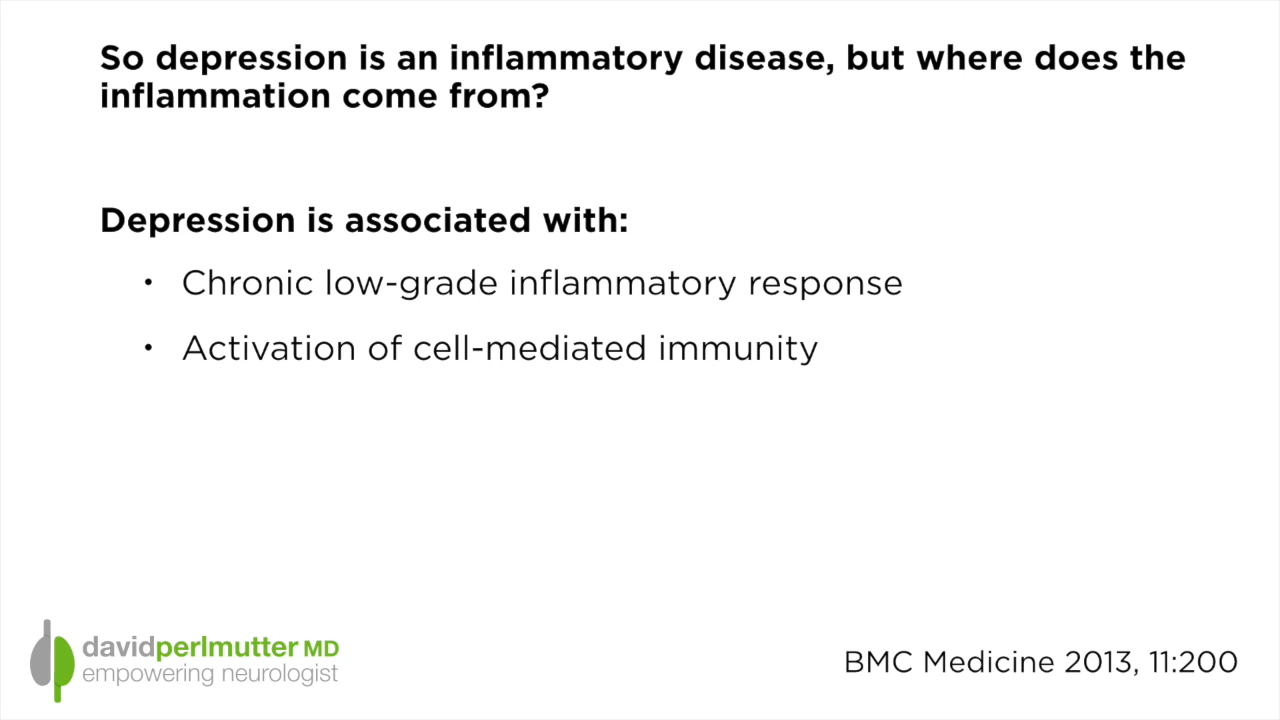 So depression is an inflammatory disease, but where does the
inflammation come from?
Depression is associated with:
• Chronic low-grade inflammatory response
• Activation of cell-mediated immunity
davidperlmutter MD
empowering neurologist
BMC Medicine 2013, 11:200